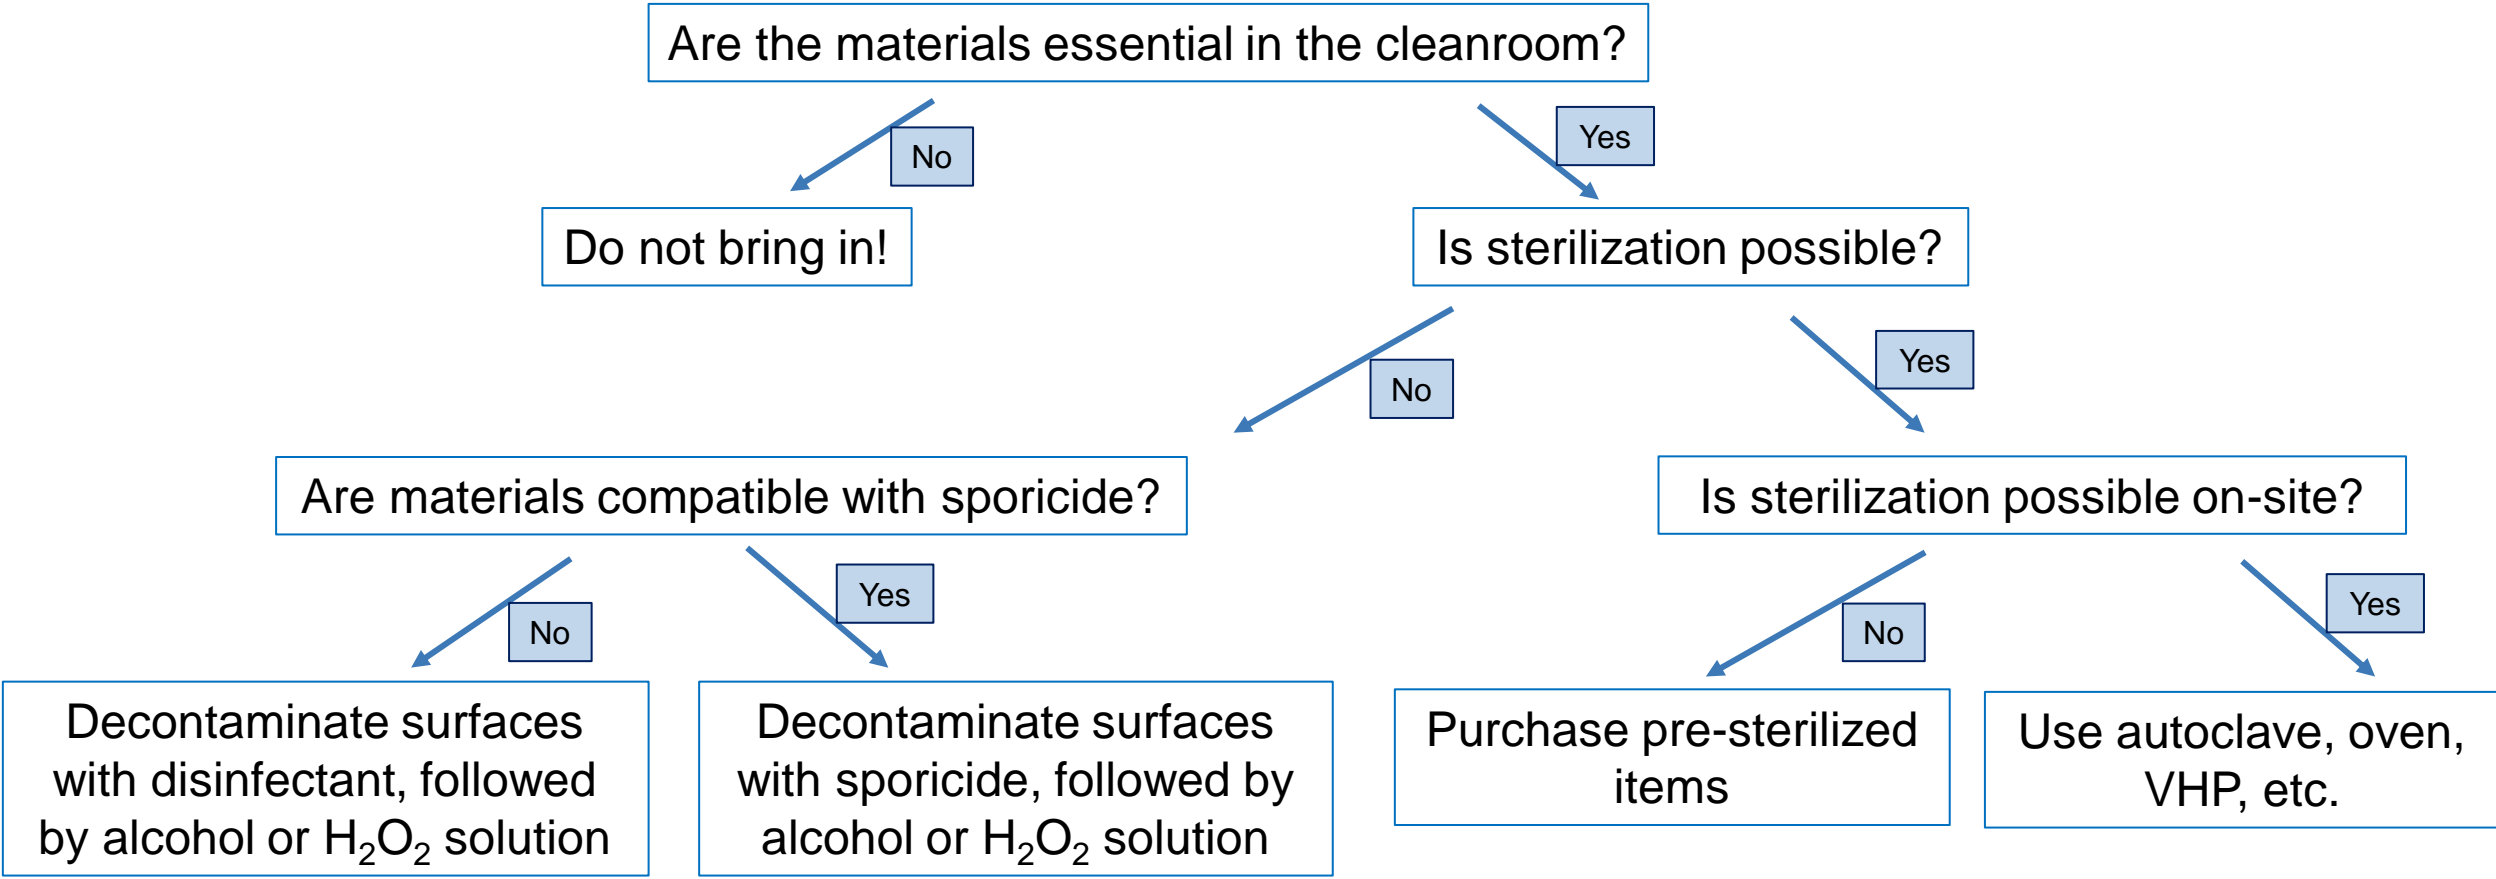 Are the materials essential in the cleanroom?
No
Yes
Do not bring in!
Is sterilization possible?
No
Yes
Are materials compatible with sporicide?
Is sterilization possible on-site?
No
Yes
No
Yes
Decontaminate surfaces
with disinfectant, followed
by alcohol or H₂O₂ solution
Decontaminate surfaces
with sporicide, followed by
alcohol or H₂O₂ solution
Purchase pre-sterilized
items
Use autoclave, oven,
VHP, etc.